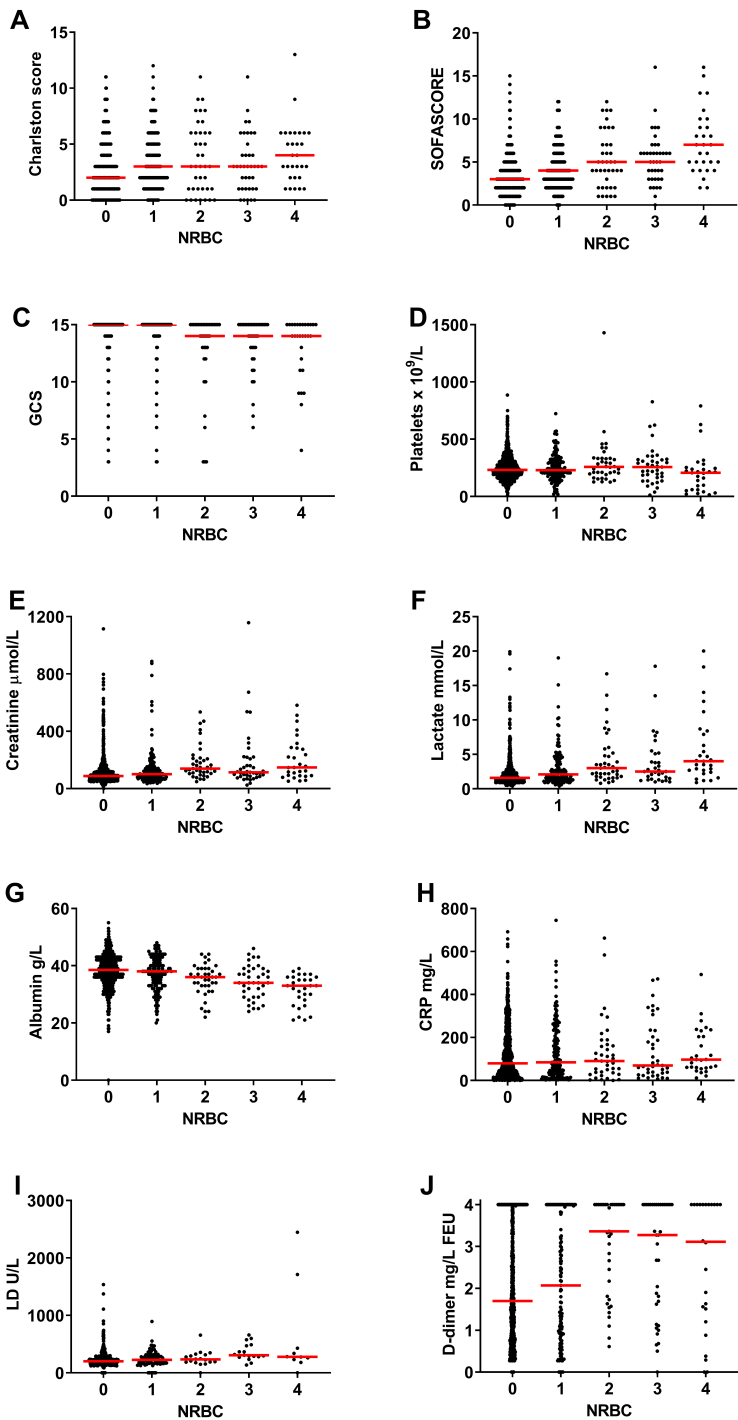 A
Charlston score
15
10
5
0
0 1 2 3 4
NRBC
B
SOFASCORE
20
15
10
5
0
0 1 2 3 4
NRBC
C
GCS
15
10
5
0
0 1 2 3 4
NRBC
D
Platelets x 10⁹/L
1500
1000
500
0
0 1 2 3 4
NRBC
E
Creatinine μmol/L
1200
800
400
0
0 1 2 3 4
NRBC
F
Lactate mmol/L
25
20
15
10
5
0
0 1 2 3 4
NRBC
G
Albumin g/L
60
40
20
0
0 1 2 3 4
NRBC
H
CRP mg/L
800
600
400
200
0
0 1 2 3 4
NRBC
I
LD U/L
3000
2000
1000
0
0 1 2 3 4
NRBC
J
D-dimer mg/L FEU
4
3
2
1
0
0 1 2 3 4
NRBC